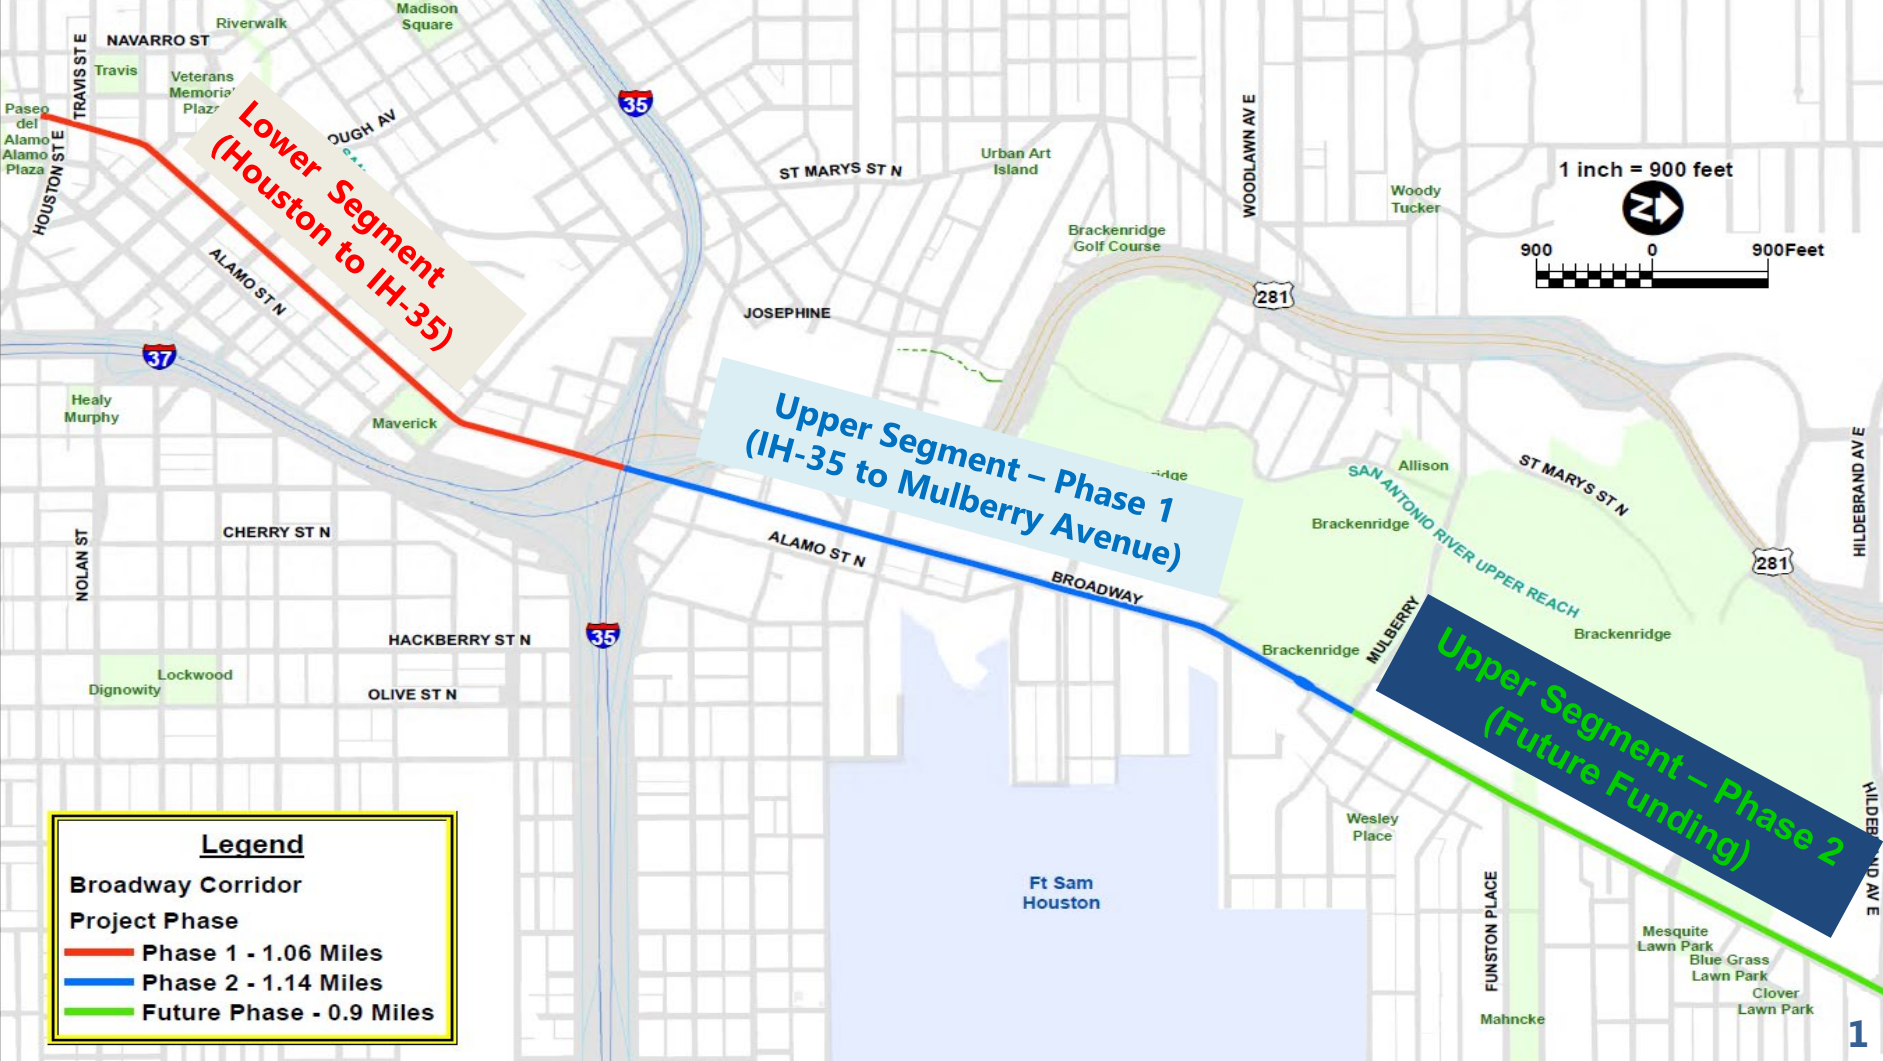 Madison
Square
Riverwalk
NAVARRO ST
TRAVIS ST E
Travis
Veterans
Memorial
Plaza
Paseo
del
Alamo
Alamo
Plaza
HOUSTON ST E
OUGH AV
Lower Segment
(Houston to IH-35)
35
ST MARYS ST N
Urban Art
Island
WOODLAWN AV E
Woody
Tucker
1 inch = 900 feet
N
900 0 900Feet
Brackenridge
Golf Course
281
ALAMO ST N
JOSEPHINE
37
Healy
Murphy
Maverick
Upper Segment – Phase 1
(IH-35 to Mulberry Avenue)
ridge
Allison
SAN ANTONIO RIVER UPPER REACH
ST MARYS ST N
HILDEBRAND AV E
Brackenridge
281
NOLAN ST
CHERRY ST N
ALAMO ST N
BROADWAY
MULBERRY
Brackenridge
Brackenridge
35
HACKBERRY ST N
Lockwood
Dignowity
OLIVE ST N
Upper Segment – Phase 2
(Future Funding)
HILDEBRAND AV E
Wesley
Place
Ft Sam
Houston
FUNSTON PLACE
Mesquite
Lawn Park
Blue Grass
Lawn Park
Clover
Lawn Park
Mahncke
Legend
Broadway Corridor
Project Phase
Phase 1 - 1.06 Miles
Phase 2 - 1.14 Miles
Future Phase - 0.9 Miles
1